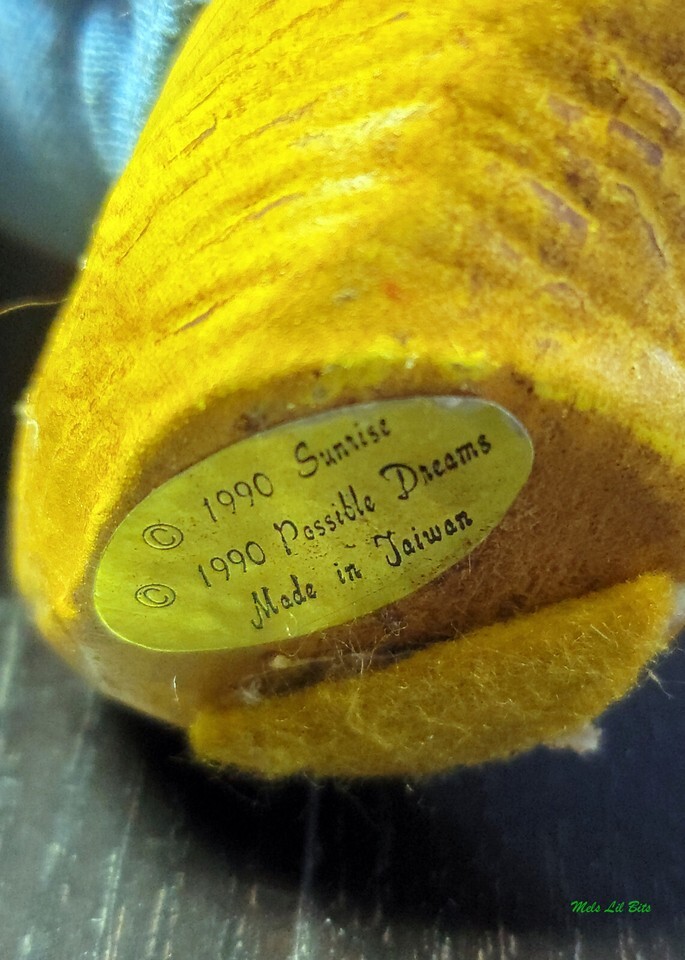 © 1990 Sunrise
© 1990 Possible Dreams
Made in Taiwan
Mels Lil Bits